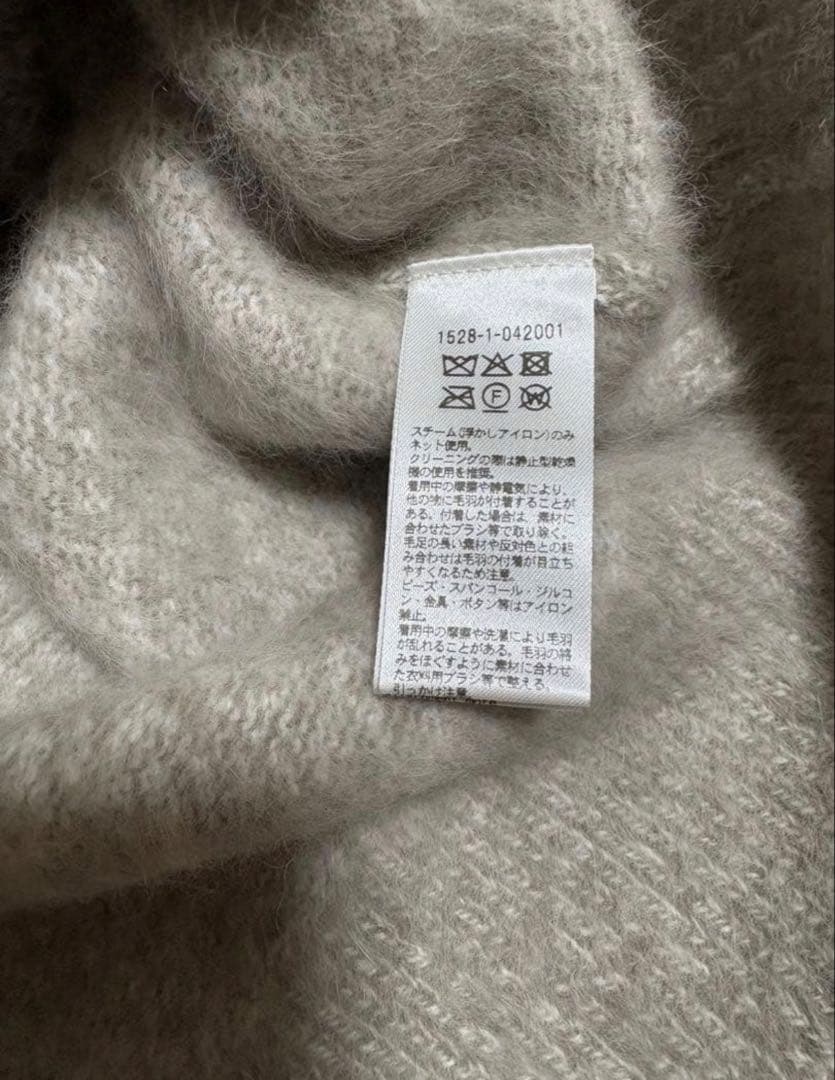 1528-1-042001
F
W
スチーム(浮かしアイロン)のみ
ネット使用。
クリーニングの際は静止型乾燥
機の使用を推奨。
着用中の摩擦や静電気により、
他の物に毛羽が付着することが
ある。付着した場合は、素材に
合わせたブラシ等で取り除く。
毛足の長い素材や反対色との組
み合わせは毛羽の付着が目立ち
やすくなるため注意。
ビーズ・スパンコール・ジルコ
ン・金具・ボタン等はアイロン
禁止。
着用中の摩擦や洗濯により毛羽
が乱れることがある。毛羽の絡
みをほぐすように素材に合わせ
た衣料用ブラシ等で整える。
引っかけ注意